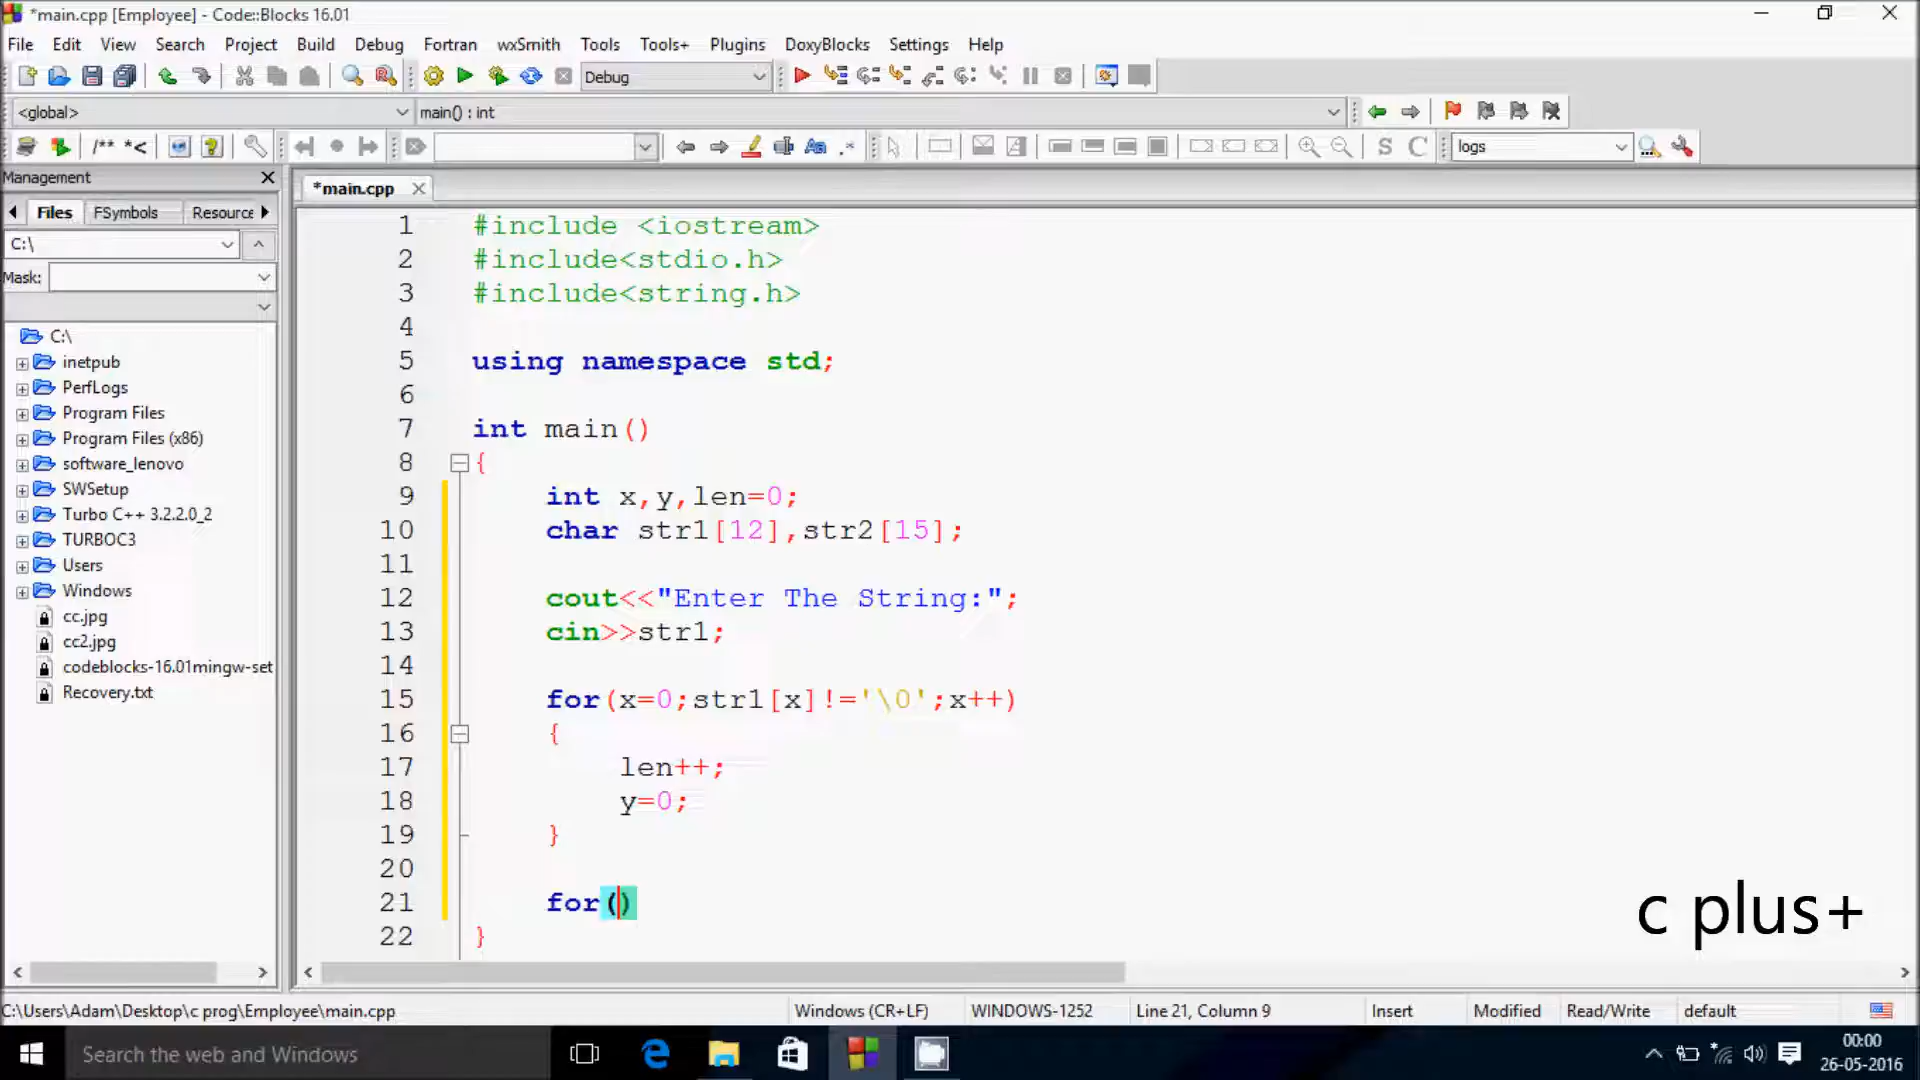 *main.cpp [Employee] - Code::Blocks 16.01
File Edit View Search Project Build Debug Fortran wxSmith Tools Tools+ Plugins DoxyBlocks Settings Help
Debug
<global> main() : int
/** *< logs
Management
Files FSymbols Resource
*main.cpp
C:\
Mask:
C:\
inetpub
PerfLogs
Program Files
Program Files (x86)
software_lenovo
SWSetup
Turbo C++ 3.2.2.0_2
TURBOC3
Users
Windows
cc.jpg
cc2.jpg
codeblocks-16.01mingw-set
Recovery.txt
1 #include <iostream>
2 #include<stdio.h>
3 #include<string.h>
4
5 using namespace std;
6
7 int main()
8 {
9 int x,y,len=0;
10 char str1[12],str2[15];
11
12 cout<<"Enter The String:";
13 cin>>str1;
14
15 for(x=0;str1[x]!='\0';x++)
16 {
17 len++;
18 y=0;
19 }
20
21 for()
22 }
c plus+
C:\Users\Adam\Desktop\c prog\Employee\main.cpp Windows (CR+LF) WINDOWS-1252 Line 21, Column 9 Insert Modified Read/Write default
Search the web and Windows
00:00
26-05-2016